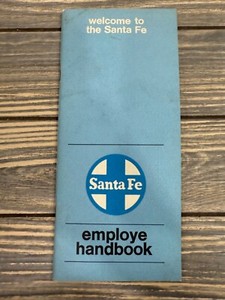 welcome to
the Santa Fe
Santa Fe
employe
handbook